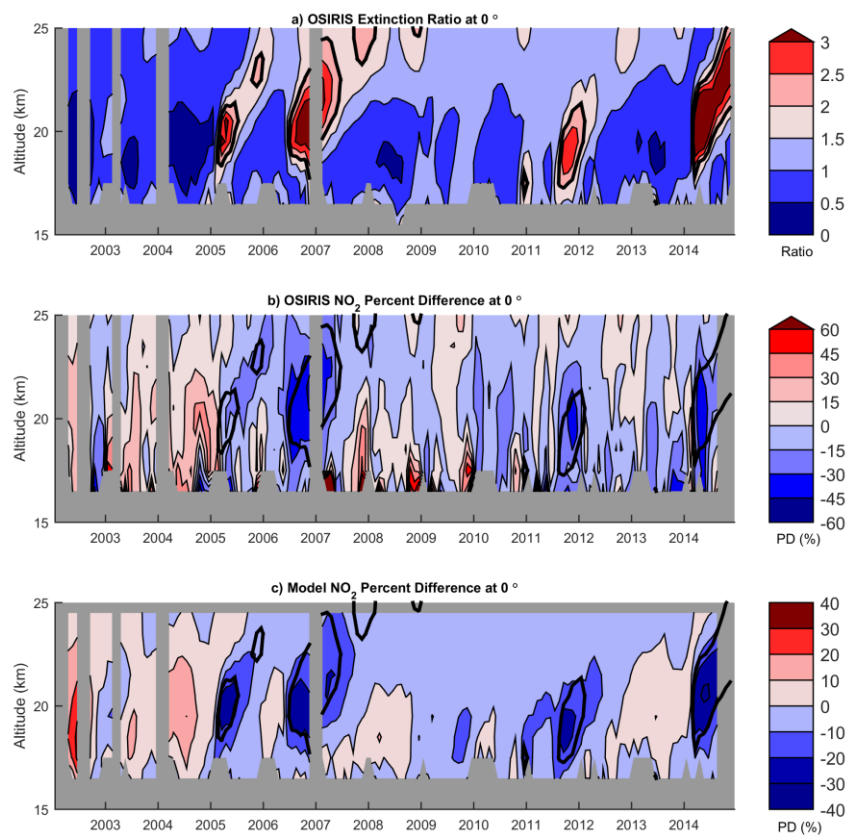 a) OSIRIS Extinction Ratio at 0 °
25
20
15
Altitude (km)
2003 2004 2005 2006 2007 2008 2009 2010 2011 2012 2013 2014
3
2.5
2
1.5
1
0.5
0
Ratio
b) OSIRIS NO2 Percent Difference at 0 °
25
20
15
Altitude (km)
2003 2004 2005 2006 2007 2008 2009 2010 2011 2012 2013 2014
60
45
30
15
0
-15
-30
-45
-60
PD (%)
c) Model NO2 Percent Difference at 0 °
25
20
15
Altitude (km)
2003 2004 2005 2006 2007 2008 2009 2010 2011 2012 2013 2014
40
30
20
10
0
-10
-20
-30
-40
PD (%)